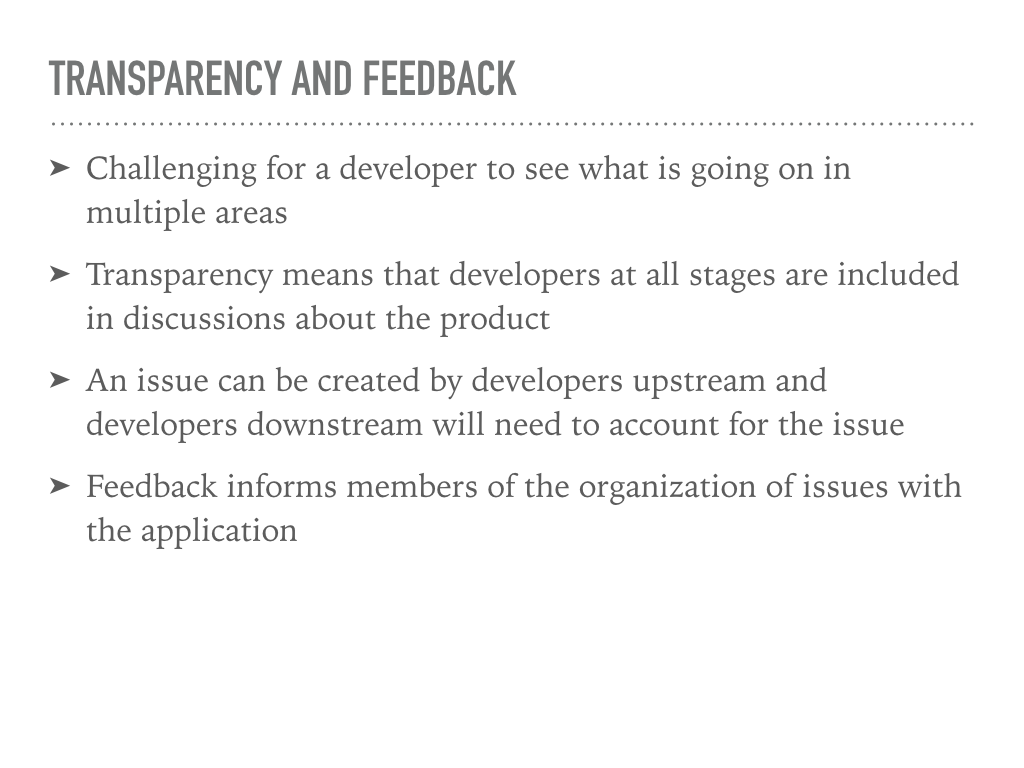 TRANSPARENCY AND FEEDBACK
➤ Challenging for a developer to see what is going on in
multiple areas
➤ Transparency means that developers at all stages are included
in discussions about the product
➤ An issue can be created by developers upstream and
developers downstream will need to account for the issue
➤ Feedback informs members of the organization of issues with
the application